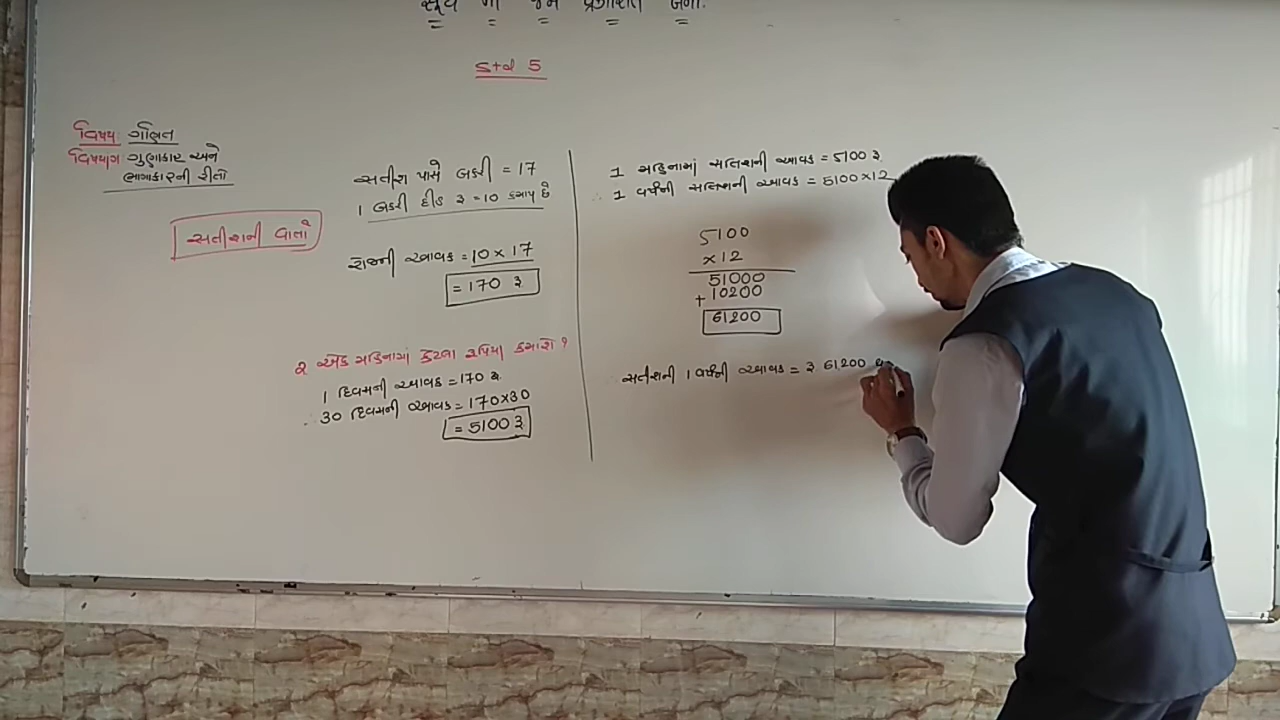 Std 5
વિષય: ગણિત
વિષયાંગ ગુણાકાર અને
ભાગાકારની રીતો
સતીશની વાતો
સતીશ પાસે બકરી = 17
1 બકરી દીઠ રૂ = 10 કમાય છે
રોજની આવક = 10 × 17
= 170 રૂ
૨ એક મહિનામાં કેટલા રૂપિયા કમાશે ?
1 દિવસની આવક = 170 રૂ
∴ 30 દિવસની આવક = 170×30
= 5100 રૂ
1 મહિનામાં સતિશની આવક = 5100 રૂ
∴ 1 વર્ષની સતિશની આવક = 5100 × 12
5100
×12
51000
+ 10200
61200
∴ સતીશની 1 વર્ષની આવક = રૂ 61200